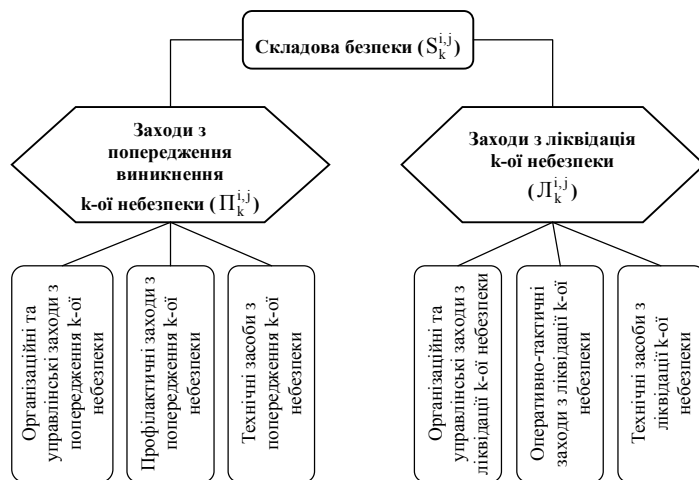 Складова безпеки (S_k^{i,j})
Заходи з
попередження
виникнення
k-ої небезпеки (П_k^{i,j})
Заходи з ліквідація
k-ої небезпеки
(Л_k^{i,j})
Організаційні та
управлінські заходи з
попередження k-ої
небезпеки
Профілактичні заходи з
попередження k-ої
небезпеки
Технічні засоби з
попередження k-ої
небезпеки
Організаційні та
управлінські заходи з
ліквідації k-ої небезпеки
Оперативно-тактичні
заходи з ліквідації k-ої
небезпеки
Технічні засоби з
ліквідації k-ої
небезпеки